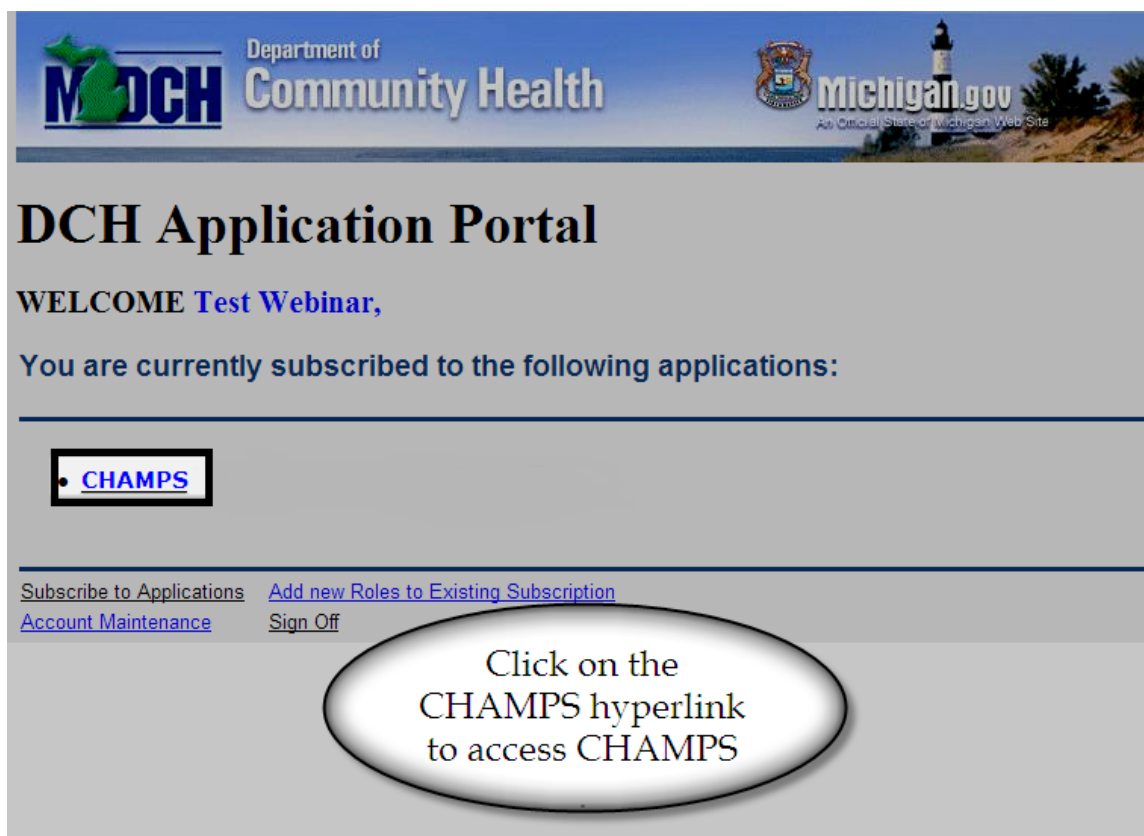 MDCH
Department of
Community Health
Michigan.gov
An Official State of Michigan Web Site
DCH Application Portal
WELCOME Test Webinar,
You are currently subscribed to the following applications:
• CHAMPS
Subscribe to Applications Add new Roles to Existing Subscription
Account Maintenance Sign Off
Click on the
CHAMPS hyperlink
to access CHAMPS